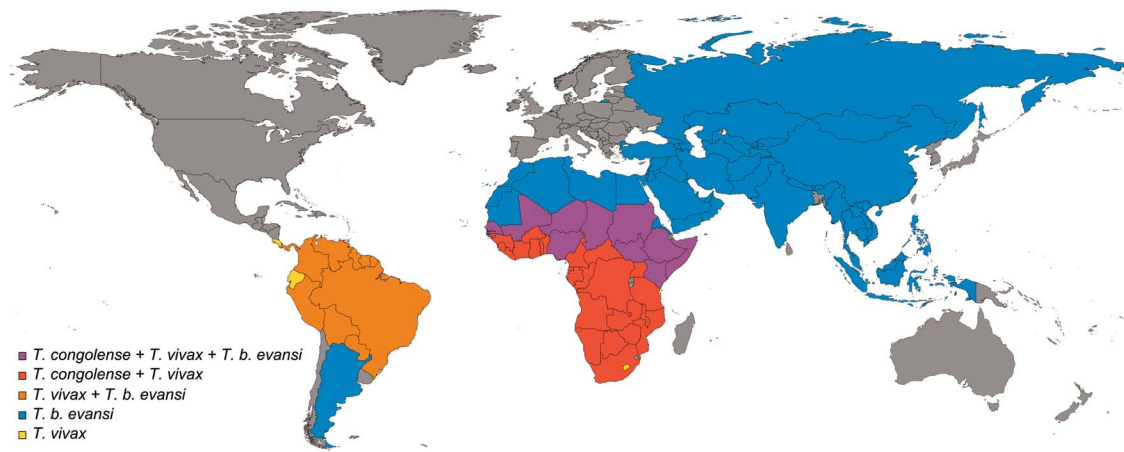 T. congolense + T. vivax + T. b. evansi
T. congolense + T. vivax
T. vivax + T. b. evansi
T. b. evansi
T. vivax